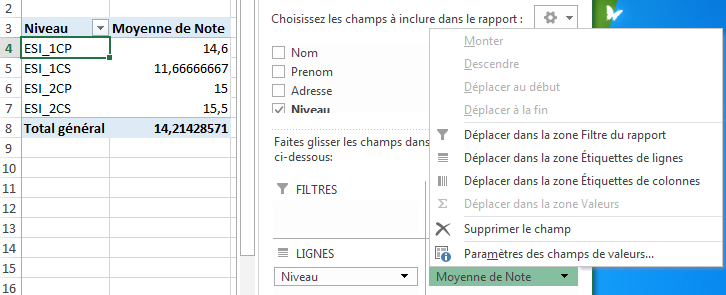 Niveau Moyenne de Note
3
4 ESI_1CP 14,6
5 ESI_1CS 11,66666667
6 ESI_2CP 15
7 ESI_2CS 15,5
8 Total général 14,21428571
9
10
11
12
13
14
15
16
Choisissez les champs à inclure dans le rapport :
Nom
Prenom
Adresse
Niveau
Faites glisser les champs dans
ci-dessous:
FILTRES
LIGNES
Niveau
Monter
Descendre
Déplacer au début
Déplacer à la fin
Déplacer dans la zone Filtre du rapport
Déplacer dans la zone Étiquettes de lignes
Déplacer dans la zone Étiquettes de colonnes
Σ Déplacer dans la zone Valeurs
Supprimer le champ
Paramètres des champs de valeurs...
Moyenne de Note